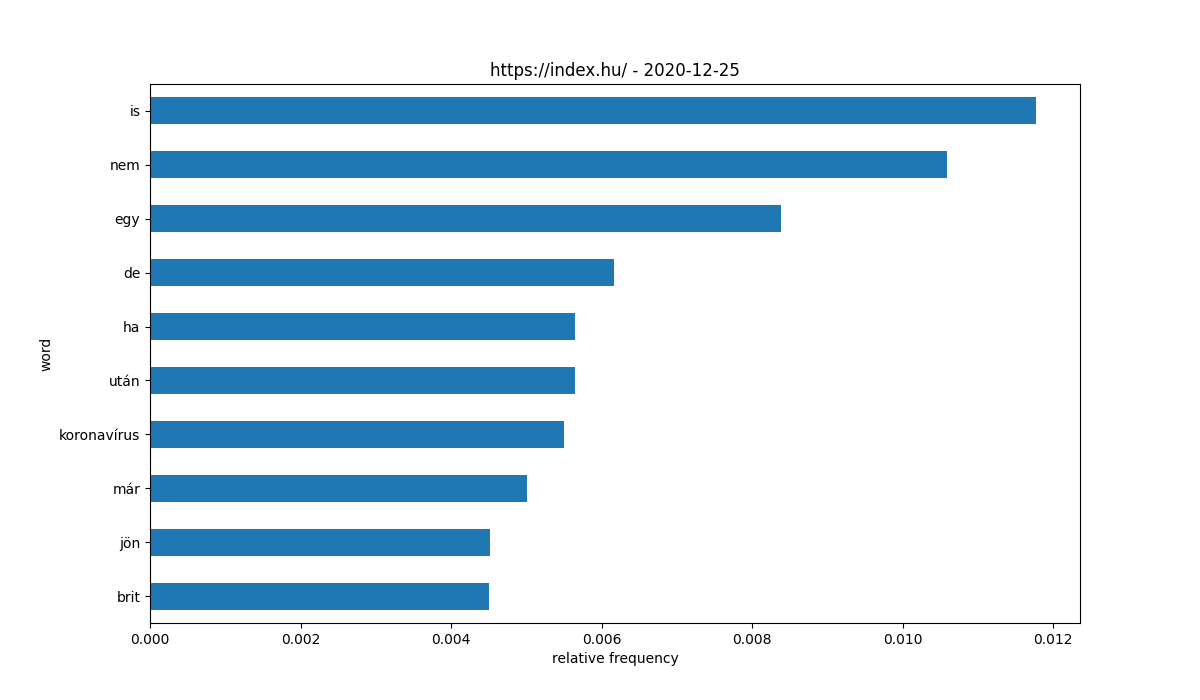 https://index.hu/ - 2020-12-25
word
is
nem
egy
de
ha
után
koronavírus
már
jön
brit
0.000 0.002 0.004 0.006 0.008 0.010 0.012
relative frequency